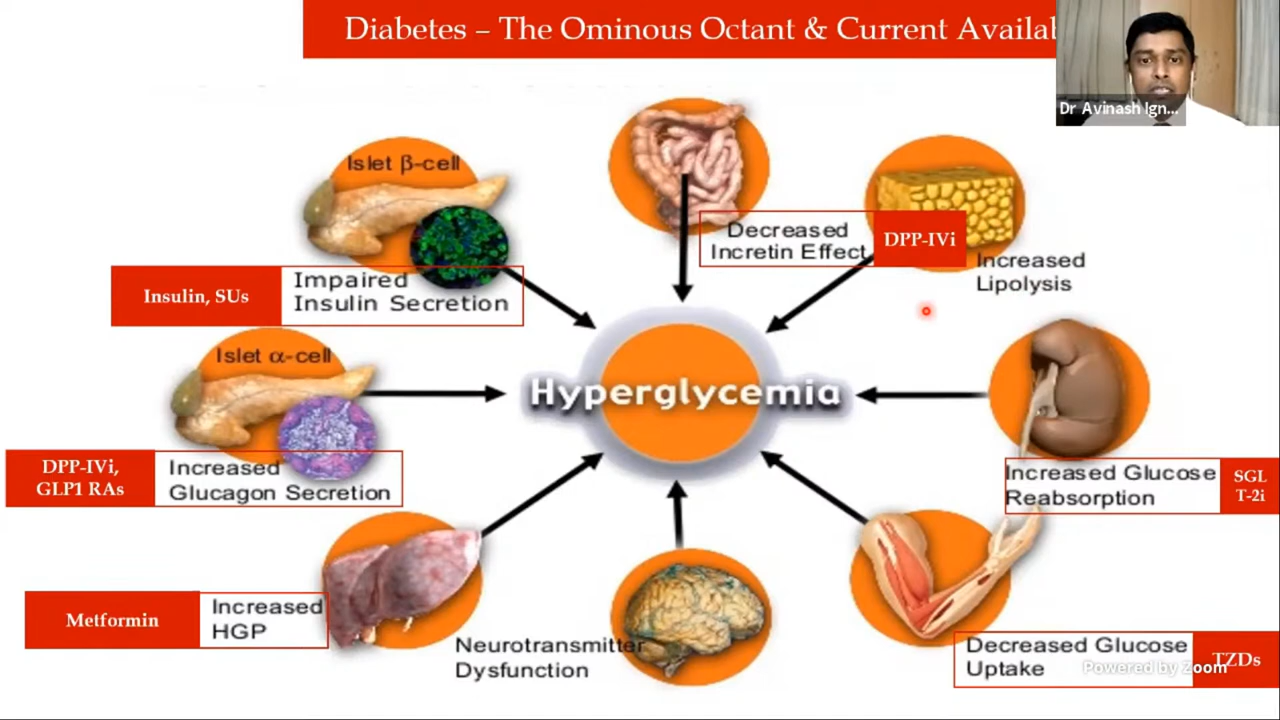 Diabetes – The Ominous Octant & Current Availab
Dr Avinash Ign...
Islet β-cell
Insulin, SUs
Impaired
Insulin Secretion
Decreased
Incretin Effect
DPP-IVi
Increased
Lipolysis
Islet α-cell
DPP-IVi,
GLP1 RAs
Increased
Glucagon Secretion
Hyperglycemia
Increased Glucose
Reabsorption
SGL
T-2i
Metformin
Increased
HGP
Neurotransmitter
Dysfunction
Decreased Glucose
Uptake
TZDs
Powered by Zoom